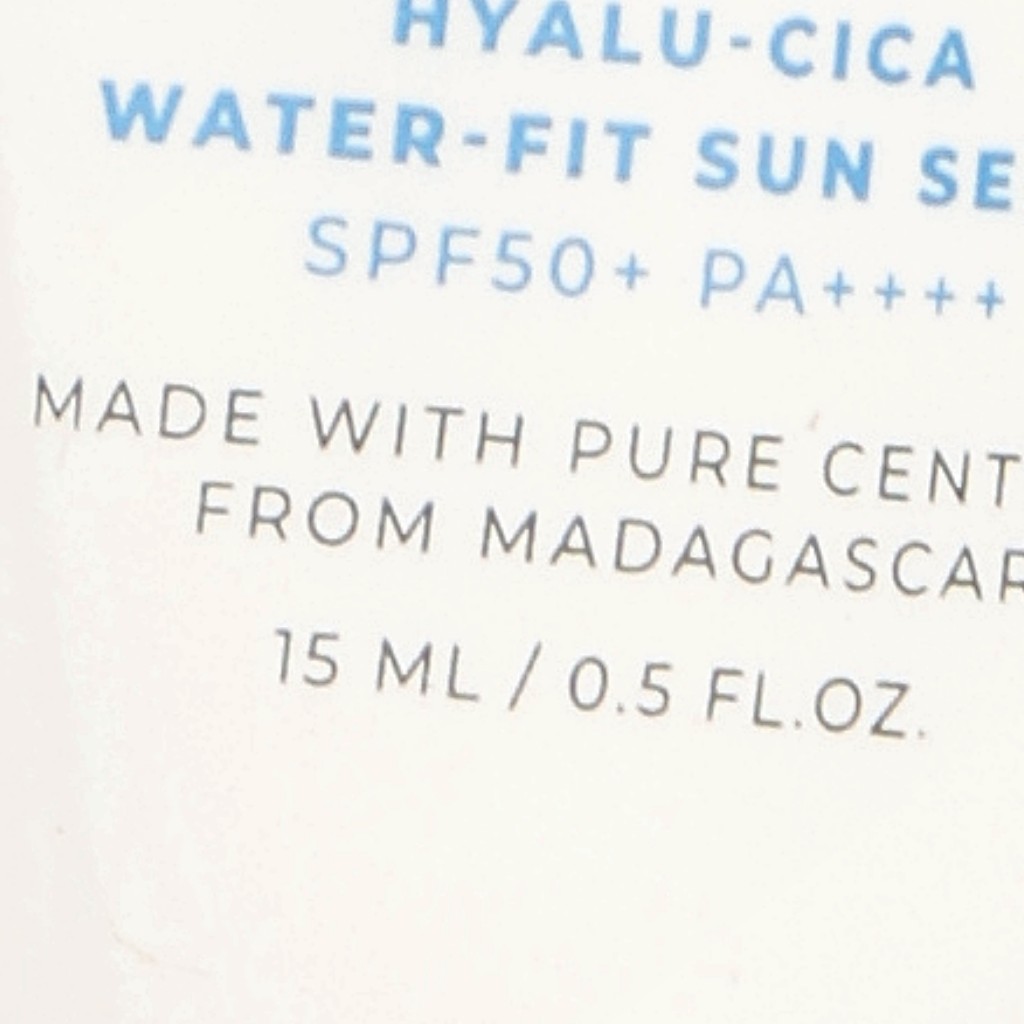 HYALU-CICA
WATER-FIT SUN SE
SPF50+ PA++++
MADE WITH PURE CENT
FROM MADAGASCAR
15 ML / 0.5 FL.OZ.